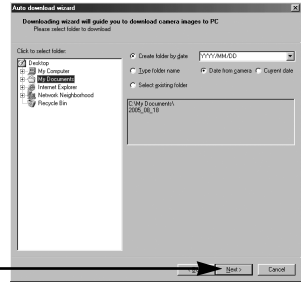 Auto download wizard
Downloading wizard will guide you to download camera images to PC
Please select folder to download
Click to select folder:
Desktop
My Computer
My Documents
Internet Explorer
Network Neighborhood
Recycle Bin
Create folder by date
YYYY/MM/DD
Type folder name
Date from camera
Current date
Select existing folder
C:\My Documents\
2005_08_18
Next >
Cancel